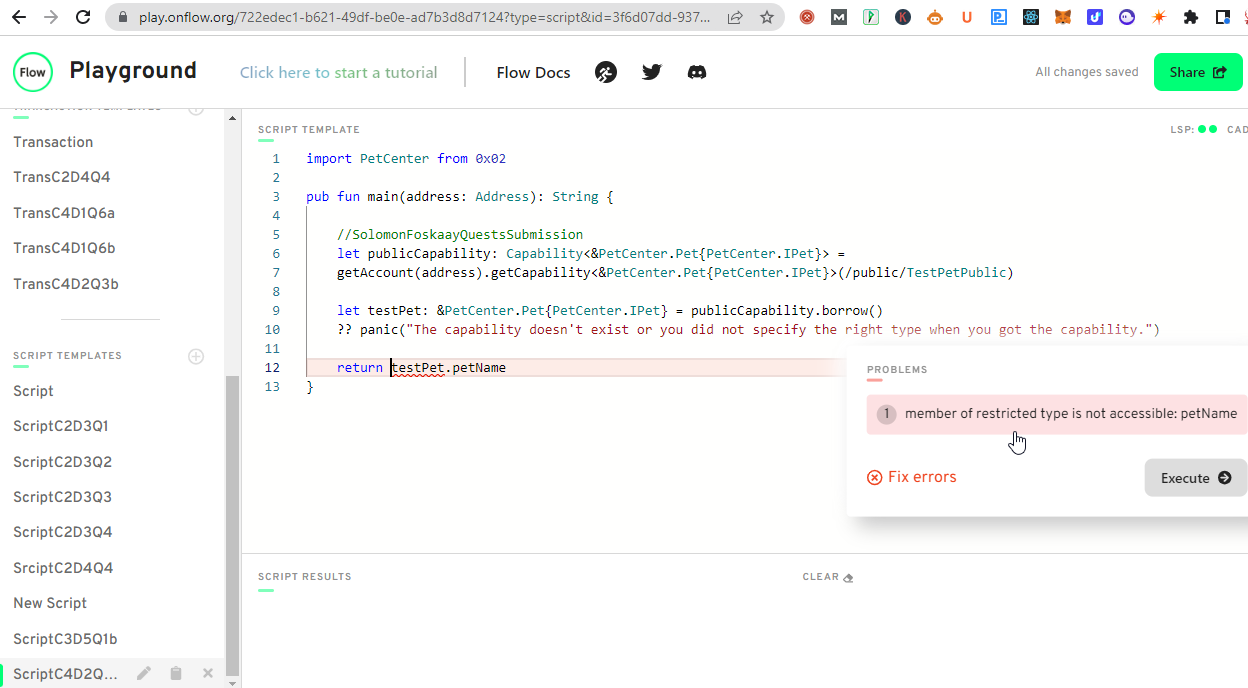 play.onflow.org/722edec1-b621-49df-be0e-ad7b3d8d7124?type=script&id=3f6d07dd-937...
Flow
Playground
Click here to start a tutorial
Flow Docs
All changes saved
Share
TRANSACTION TEMPLATES
Transaction
TransC2D4Q4
TransC4D1Q6a
TransC4D1Q6b
TransC4D2Q3b
SCRIPT TEMPLATES
Script
ScriptC2D3Q1
ScriptC2D3Q2
ScriptC2D3Q3
ScriptC2D3Q4
SrciptC2D4Q4
New Script
ScriptC3D5Q1b
ScriptC4D2Q...
SCRIPT TEMPLATE
LSP:
CAD
1 import PetCenter from 0x02
2
3 pub fun main(address: Address): String {
4
5 //SolomonFoskaayQuestsSubmission
6 let publicCapability: Capability<&PetCenter.Pet{PetCenter.IPet}> =
7 getAccount(address).getCapability<&PetCenter.Pet{PetCenter.IPet}>(/public/TestPetPublic)
8
9 let testPet: &PetCenter.Pet{PetCenter.IPet} = publicCapability.borrow()
10 ?? panic("The capability doesn't exist or you did not specify the right type when you got the capability.")
11
12 return testPet.petName
13 }
PROBLEMS
1 member of restricted type is not accessible: petName
Fix errors
Execute
SCRIPT RESULTS
CLEAR